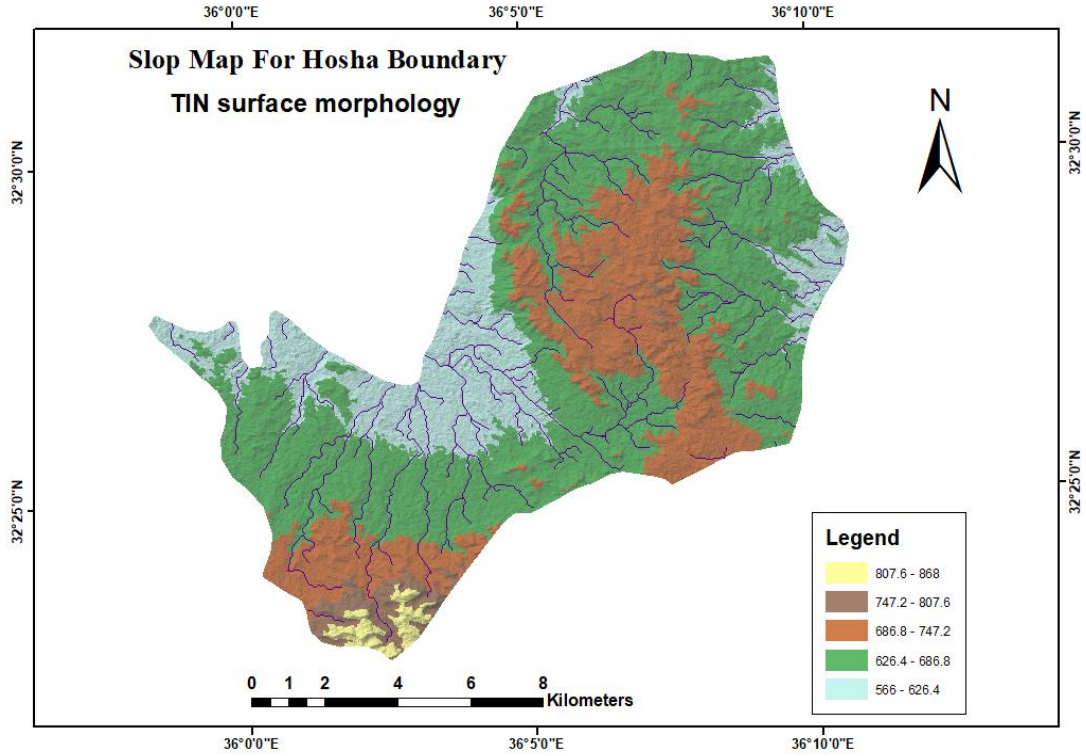 36°0'0"E 36°5'0"E 36°10'0"E
Slop Map For Hosha Boundary
TIN surface morphology
N
32°30'0"N 32°30'0"N
32°25'0"N 32°25'0"N
Legend
807.6 - 868
747.2 - 807.6
686.8 - 747.2
626.4 - 686.8
566 - 626.4
0 1 2 4 6 8
Kilometers
36°0'0"E 36°5'0"E 36°10'0"E